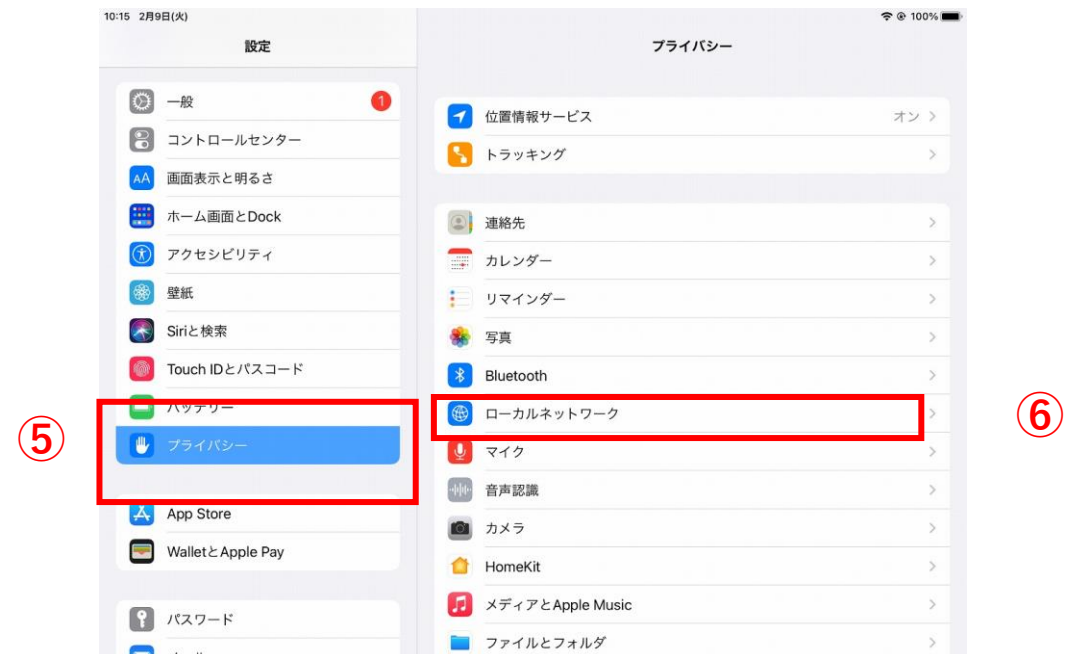 10:15 2月9日(火)
100%
設定
一般
1
コントロールセンター
画面表示と明るさ
ホーム画面とDock
アクセシビリティ
壁紙
Siriと検索
Touch IDとパスコード
バッテリー
プライバシー
App Store
WalletとApple Pay
パスワード
⑤
プライバシー
位置情報サービス オン
トラッキング
連絡先
カレンダー
リマインダー
写真
Bluetooth
ローカルネットワーク
マイク
音声認識
カメラ
HomeKit
メディアとApple Music
ファイルとフォルダ
⑥